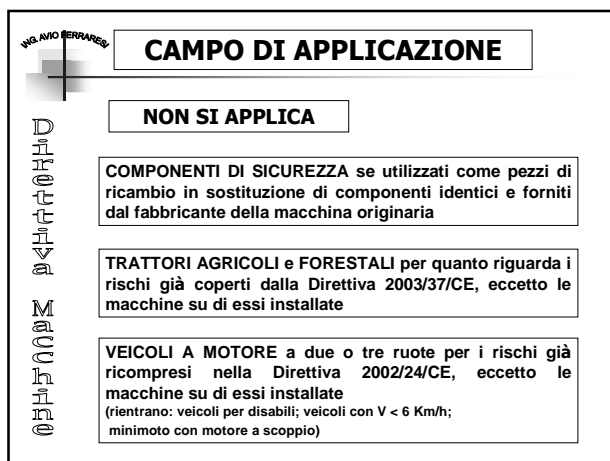 ING. AVIO FERRARESI
CAMPO DI APPLICAZIONE
Direttiva Macchine
NON SI APPLICA
COMPONENTI DI SICUREZZA se utilizzati come pezzi di
ricambio in sostituzione di componenti identici e forniti
dal fabbricante della macchina originaria
TRATTORI AGRICOLI e FORESTALI per quanto riguarda i
rischi già coperti dalla Direttiva 2003/37/CE, eccetto le
macchine su di essi installate
VEICOLI A MOTORE a due o tre ruote per i rischi già
ricompresi nella Direttiva 2002/24/CE, eccetto le
macchine su di essi installate
(rientrano: veicoli per disabili; veicoli con V < 6 Km/h;
minimoto con motore a scoppio)